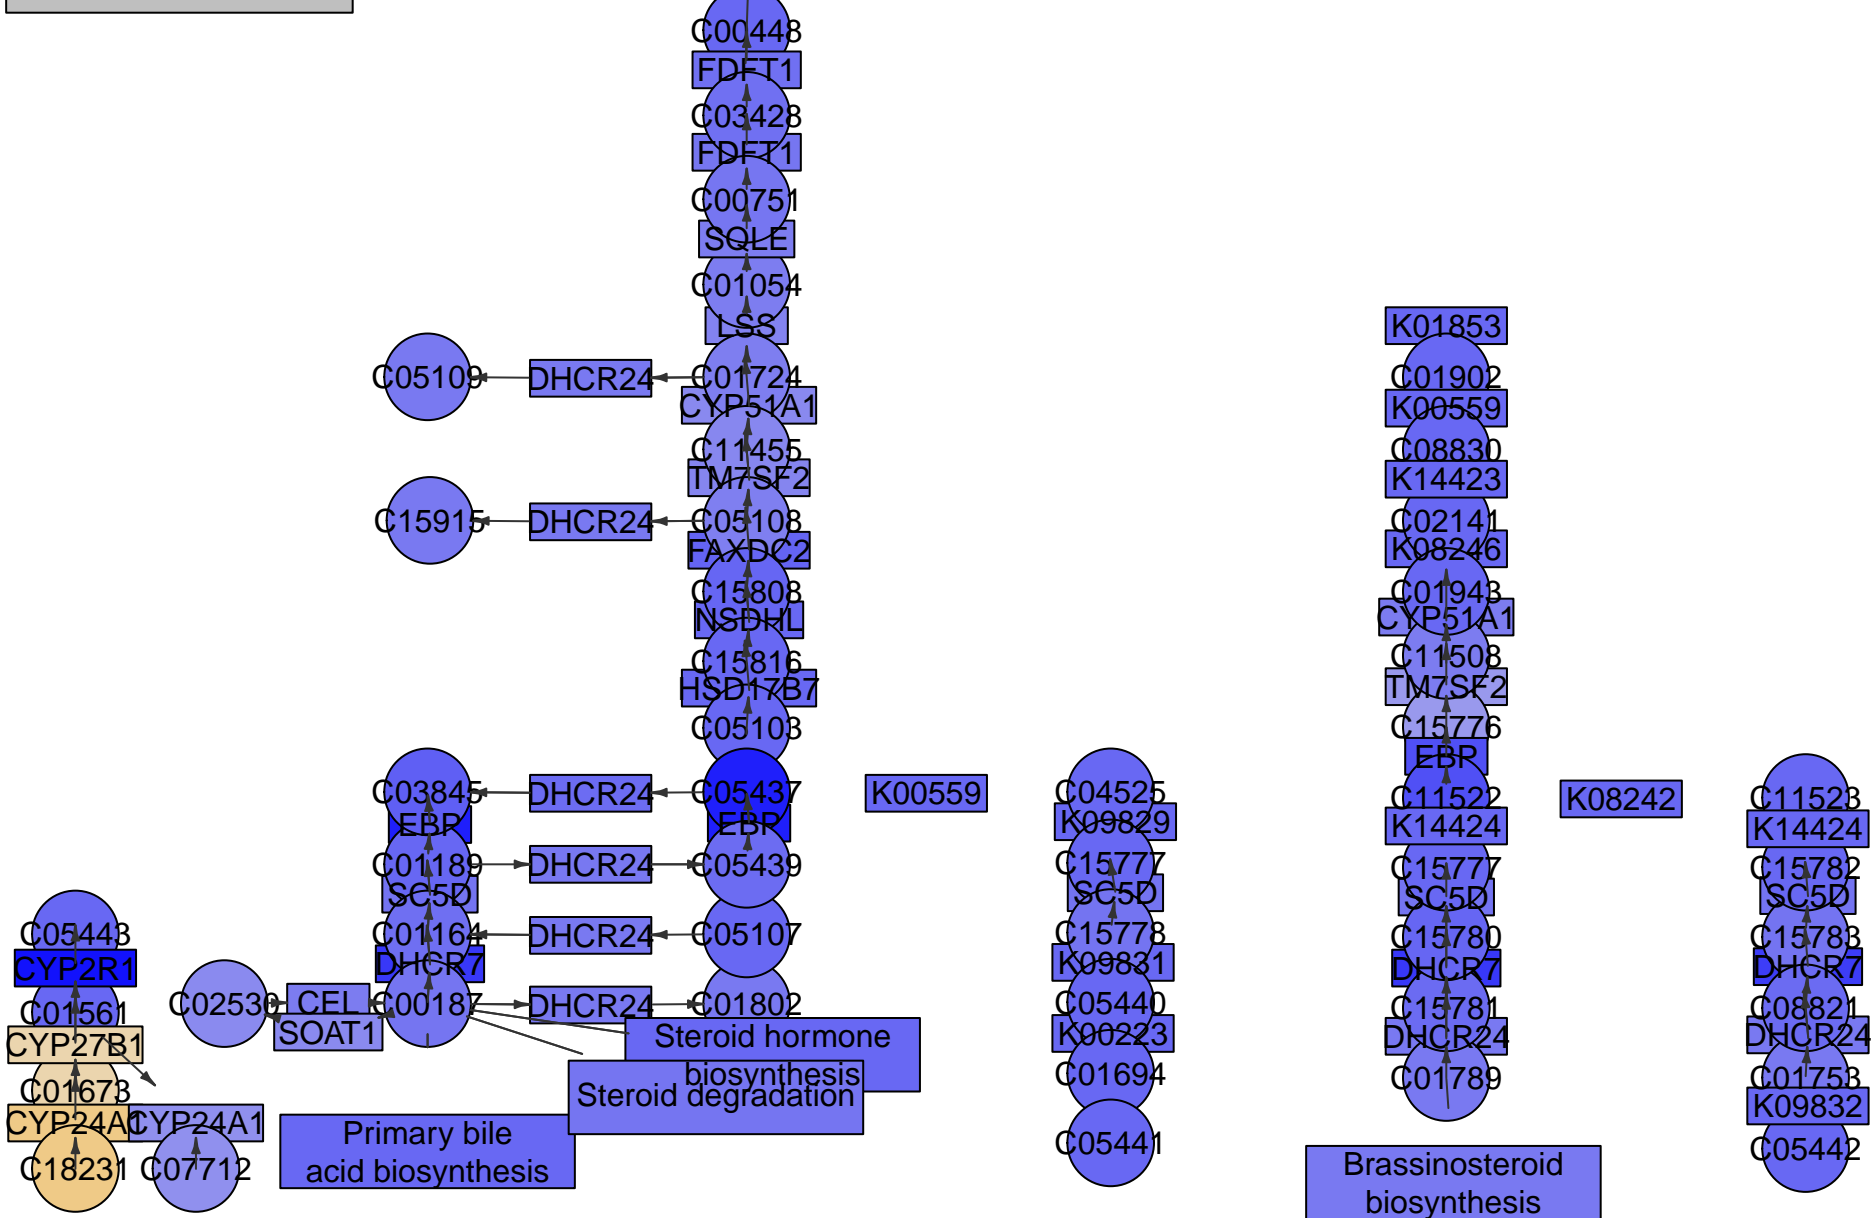 C00448
FDFT1
C03428
FDFT1
C00751
SQLE
C01054
LSS
C05109
DHCR24
C01724
CYP51A1
C11455
TM7SF2
C15915
DHCR24
C05108
FAXDC2
C15808
NSDHL
C15816
HSD17B7
C05103
C03845
DHCR24
C05437
EBP
EBP
C01189
DHCR24
C05439
SC5D
C01164
DHCR24
C05107
DHCR7
C02530
CEL
SOAT1
C00187
DHCR24
C01802
Steroid hormone
biosynthesis
Steroid degradation
Primary bile
acid biosynthesis
C05443
CYP2R1
C01561
CYP27B1
C01673
CYP24A1
CYP24A1
C18231
C07712
K00559
C04525
K09829
C15777
SC5D
C15778
K09831
C05440
K00223
C01694
C05441
K01853
C01902
K00559
C08830
K14423
C02141
K08246
C01943
CYP51A1
C11508
TM7SF2
C15776
EBP
C11522
K14424
C15777
SC5D
C15780
DHCR7
C15781
DHCR24
C01789
Brassinosteroid
biosynthesis
K08242
C11523
K14424
C15782
SC5D
C15783
DHCR7
C08821
DHCR24
C01753
K09832
C05442